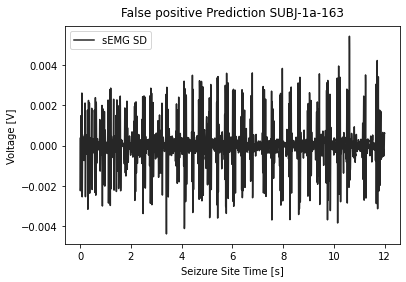 False positive Prediction SUBJ-1a-163
sEMG SD
0.004
0.002
0.000
−0.002
−0.004
Voltage [V]
0 2 4 6 8 10 12
Seizure Site Time [s]